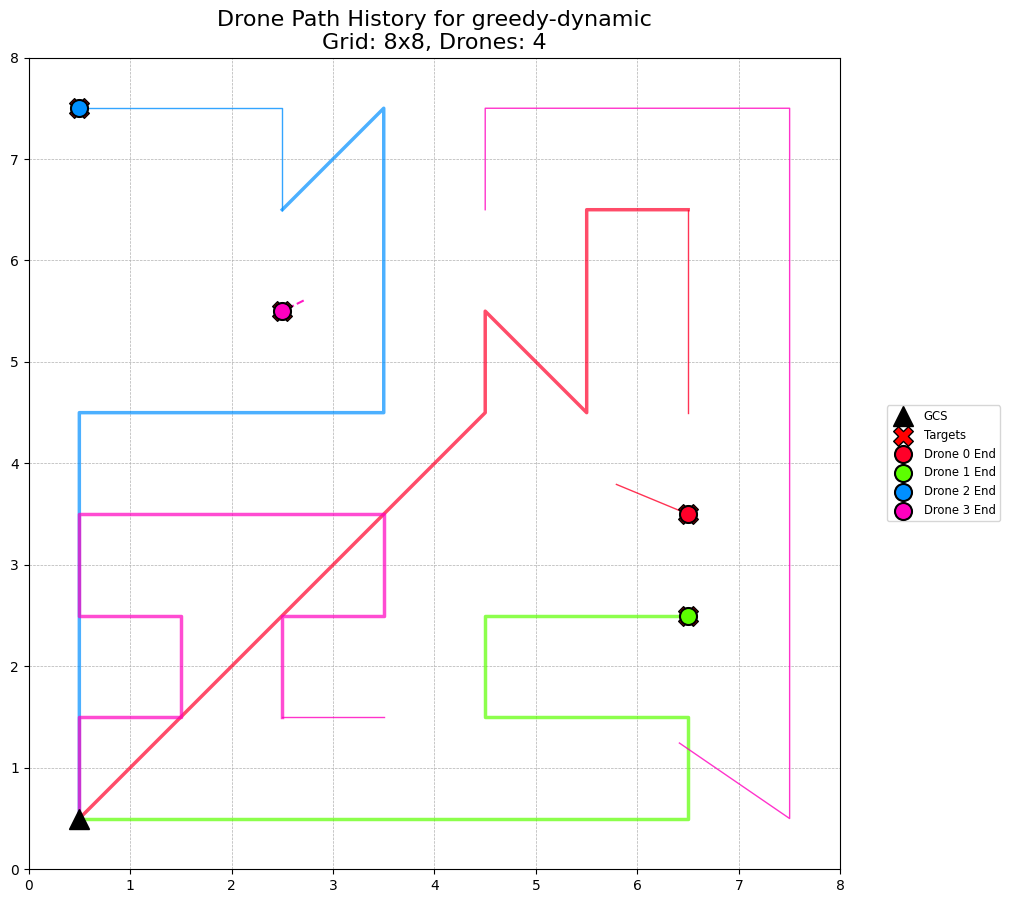 Drone Path History for greedy-dynamic
Grid: 8x8, Drones: 4
8
7
6
5
4
3
2
1
0
0 1 2 3 4 5 6 7 8
GCS
Targets
Drone 0 End
Drone 1 End
Drone 2 End
Drone 3 End